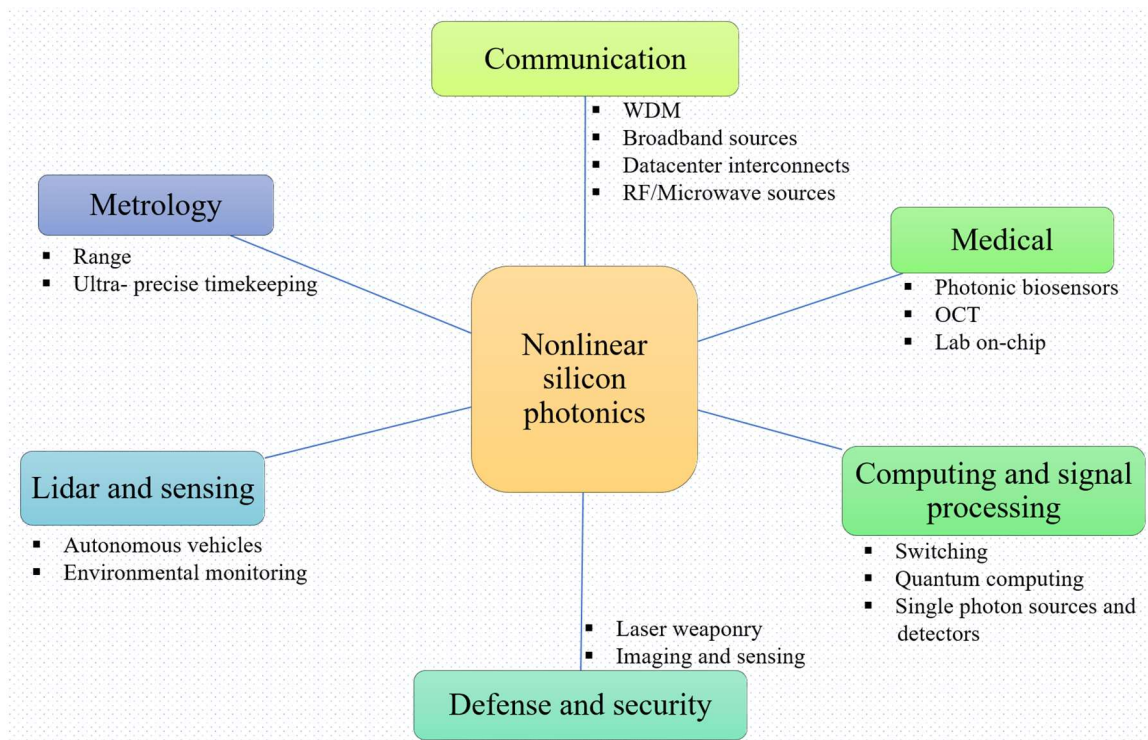 Communication
▪ WDM
▪ Broadband sources
▪ Datacenter interconnects
▪ RF/Microwave sources
Metrology
▪ Range
▪ Ultra- precise timekeeping
Medical
▪ Photonic biosensors
▪ OCT
▪ Lab on-chip
Nonlinear
silicon
photonics
Lidar and sensing
▪ Autonomous vehicles
▪ Environmental monitoring
Computing and signal
processing
▪ Switching
▪ Quantum computing
▪ Single photon sources and
detectors
▪ Laser weaponry
▪ Imaging and sensing
Defense and security